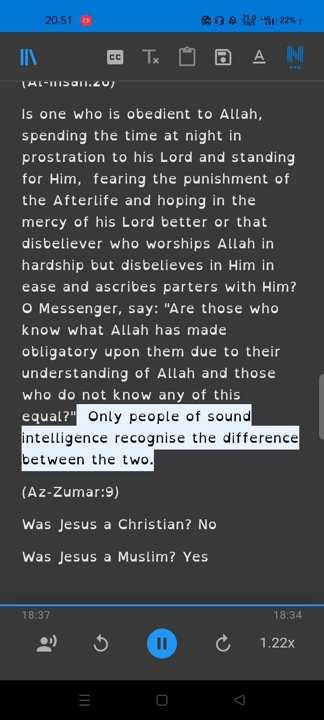 20.51
21.0 KB/S 4G 22%
CC
(Al-Insan:26)
Is one who is obedient to Allah,
spending the time at night in
prostration to his Lord and standing
for Him, fearing the punishment of
the Afterlife and hoping in the
mercy of his Lord better or that
disbeliever who worships Allah in
hardship but disbelieves in Him in
ease and ascribes parters with Him?
O Messenger, say: "Are those who
know what Allah has made
obligatory upon them due to their
understanding of Allah and those
who do not know any of this
equal?" Only people of sound
intelligence recognise the difference
between the two.
(Az-Zumar:9)
Was Jesus a Christian? No
Was Jesus a Muslim? Yes
18:37 18:34
1.22x